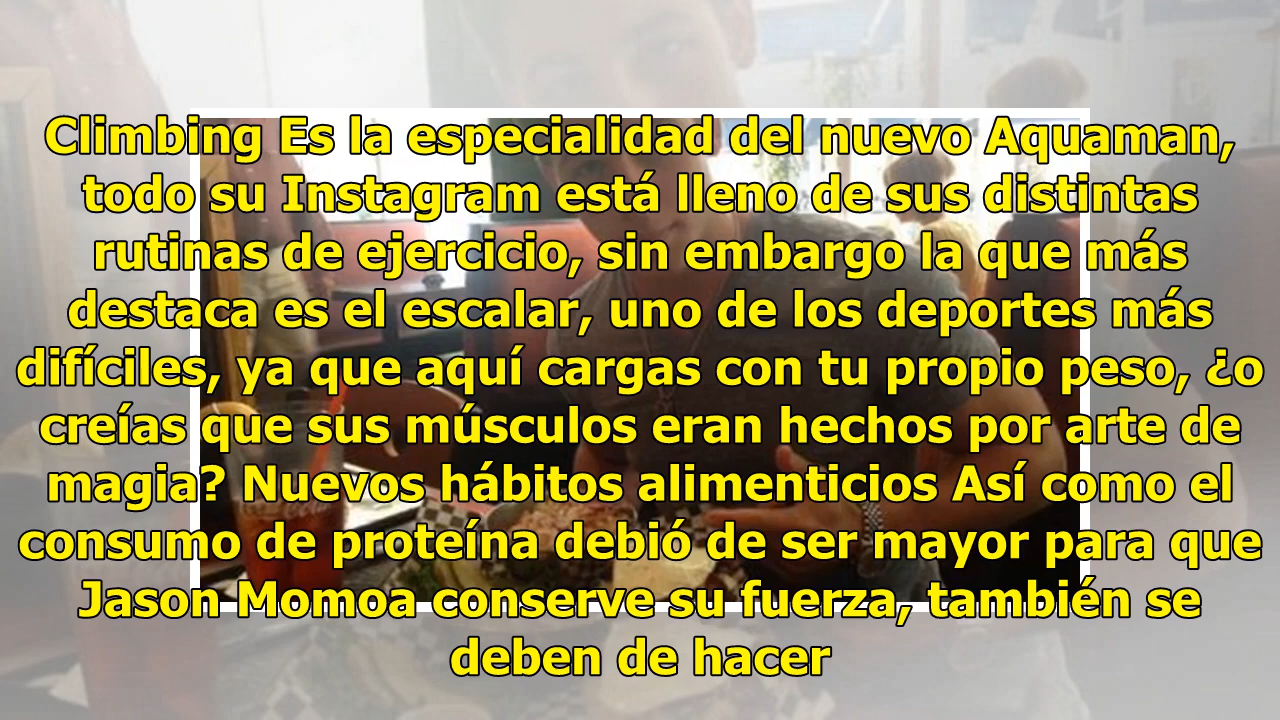 Climbing Es la especialidad del nuevo Aquaman,
todo su Instagram está lleno de sus distintas
rutinas de ejercicio, sin embargo la que más
destaca es el escalar, uno de los deportes más
difíciles, ya que aquí cargas con tu propio peso, ¿o
creías que sus músculos eran hechos por arte de
magia? Nuevos hábitos alimenticios Así como el
consumo de proteína debió de ser mayor para que
Jason Momoa conserve su fuerza, también se
deben de hacer